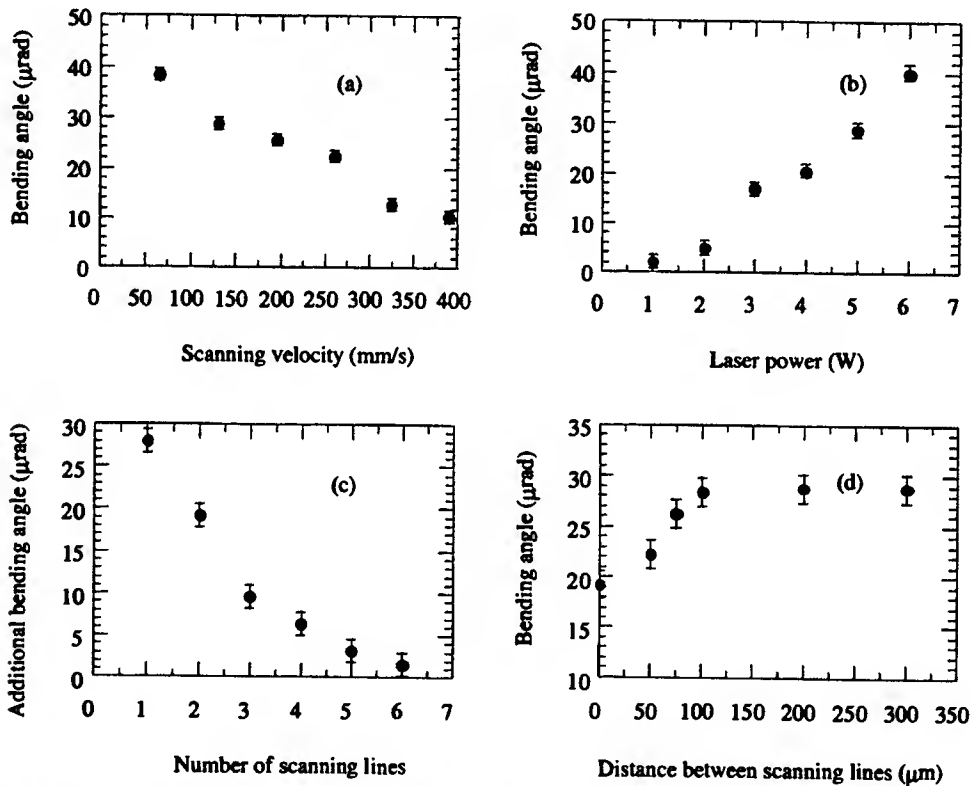 50
40
30
20
10
0
Bending angle (μrad)
(a)
0 50 100 150 200 250 300 350 400
Scanning velocity (mm/s)
50
40
30
20
10
0
Bending angle (μrad)
(b)
0 1 2 3 4 5 6 7
Laser power (W)
30
25
20
15
10
5
0
Additional bending angle (μrad)
(c)
0 1 2 3 4 5 6 7
Number of scanning lines
35
30
25
20
15
10
Bending angle (μrad)
(d)
0 50 100 150 200 250 300 350
Distance between scanning lines (μm)